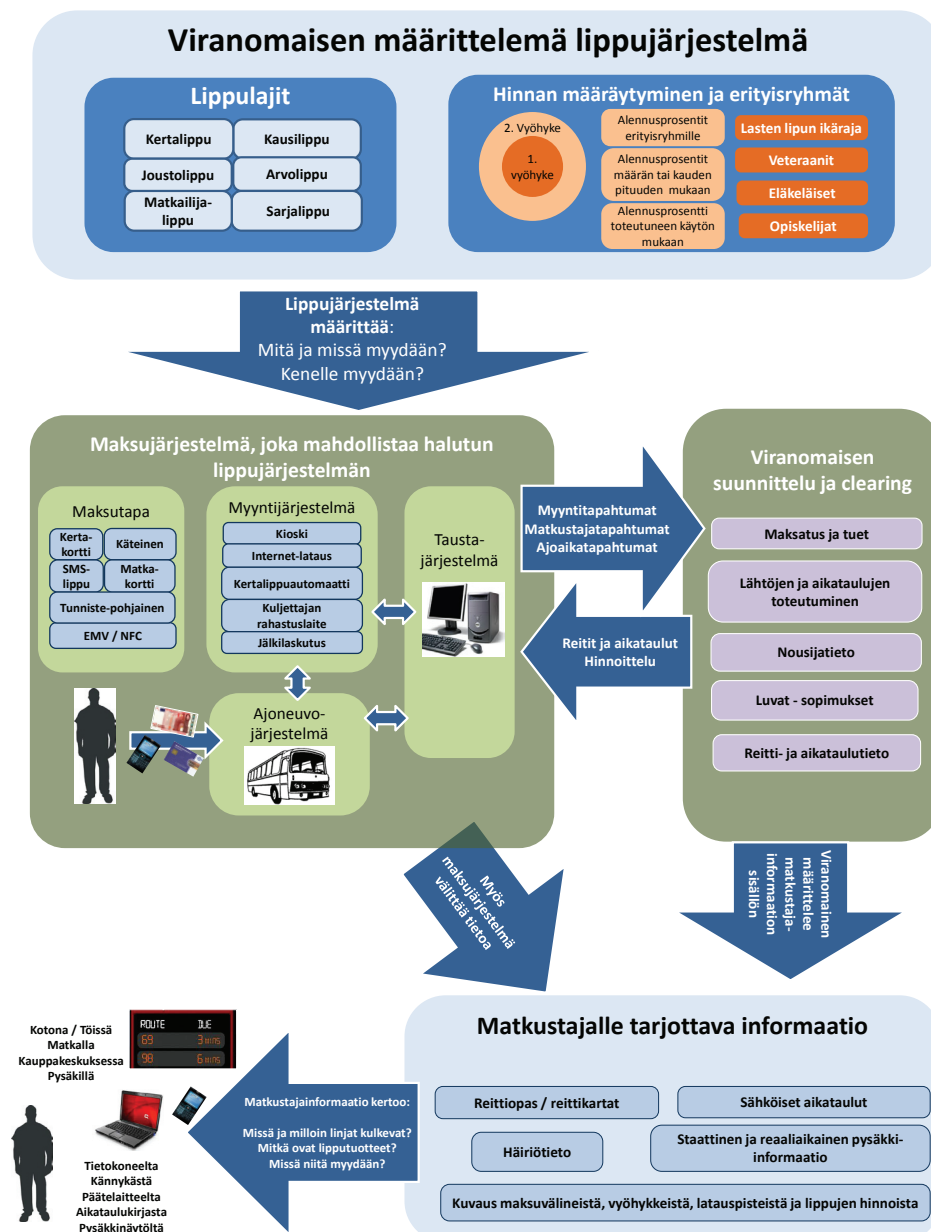 Viranomaisen määrittelemä lippujärjestelmä
Lippulajit
Kertalippu
Kausilippu
Joustolippu
Arvolippu
Matkailija-
lippu
Sarjalippu
Hinnan määräytyminen ja erityisryhmät
2. Vyöhyke
1.
vyöhyke
Alennusprosentit
erityisryhmille
Alennusprosentit
määrän tai kauden
pituuden mukaan
Alennusprosentti
toteutuneen käytön
mukaan
Lasten lipun ikäraja
Veteraanit
Eläkeläiset
Opiskelijat
Lippujärjestelmä
määrittää:
Mitä ja missä myydään?
Kenelle myydään?
Maksujärjestelmä, joka mahdollistaa halutun
lippujärjestelmän
Maksutapa
Kerta-
kortti
Käteinen
SMS-
lippu
Matka-
kortti
Tunniste-pohjainen
EMV / NFC
Myyntijärjestelmä
Kioski
Internet-lataus
Kertalippuautomaatti
Kuljettajan
rahastuslaite
Jälkilaskutus
Tausta-
järjestelmä
Ajoneuvo-
järjestelmä
Myyntitapahtumat
Matkustajatapahtumat
Ajoaikatapahtumat
Reitit ja aikataulut
Hinnoittelu
Viranomaisen
suunnittelu ja clearing
Maksatus ja tuet
Lähtöjen ja aikataulujen
toteutuminen
Nousijatieto
Luvat - sopimukset
Reitti- ja aikataulutieto
Myös
maksujärjestelmä
välittää tietoa
Viranomainen
määrittelee
matkustaja-
informaation
sisällön
Matkustajalle tarjottava informaatio
Reittiopas / reittikartat
Sähköiset aikataulut
Häiriötieto
Staattinen ja reaaliaikainen pysäkki-
informaatio
Kuvaus maksuvälineistä, vyöhykkeistä, latauspisteistä ja lippujen hinnoista
Matkustajainformaatio kertoo:
Missä ja milloin linjat kulkevat?
Mitkä ovat lipputuotteet?
Missä niitä myydään?
Kotona / Töissä
Matkalla
Kauppakeskuksessa
Pysäkillä
ROUTE DUE
69 3 MINS
98 6 MINS
Tietokoneelta
Kännykästä
Päätelaitteelta
Aikataulukirjasta
Pysäkkinäytöltä